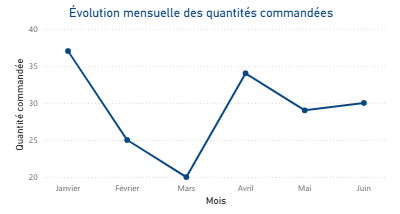 Évolution mensuelle des quantités commandées
Quantité commandée
40
35
30
25
20
Janvier
Février
Mars
Avril
Mai
Juin
Mois